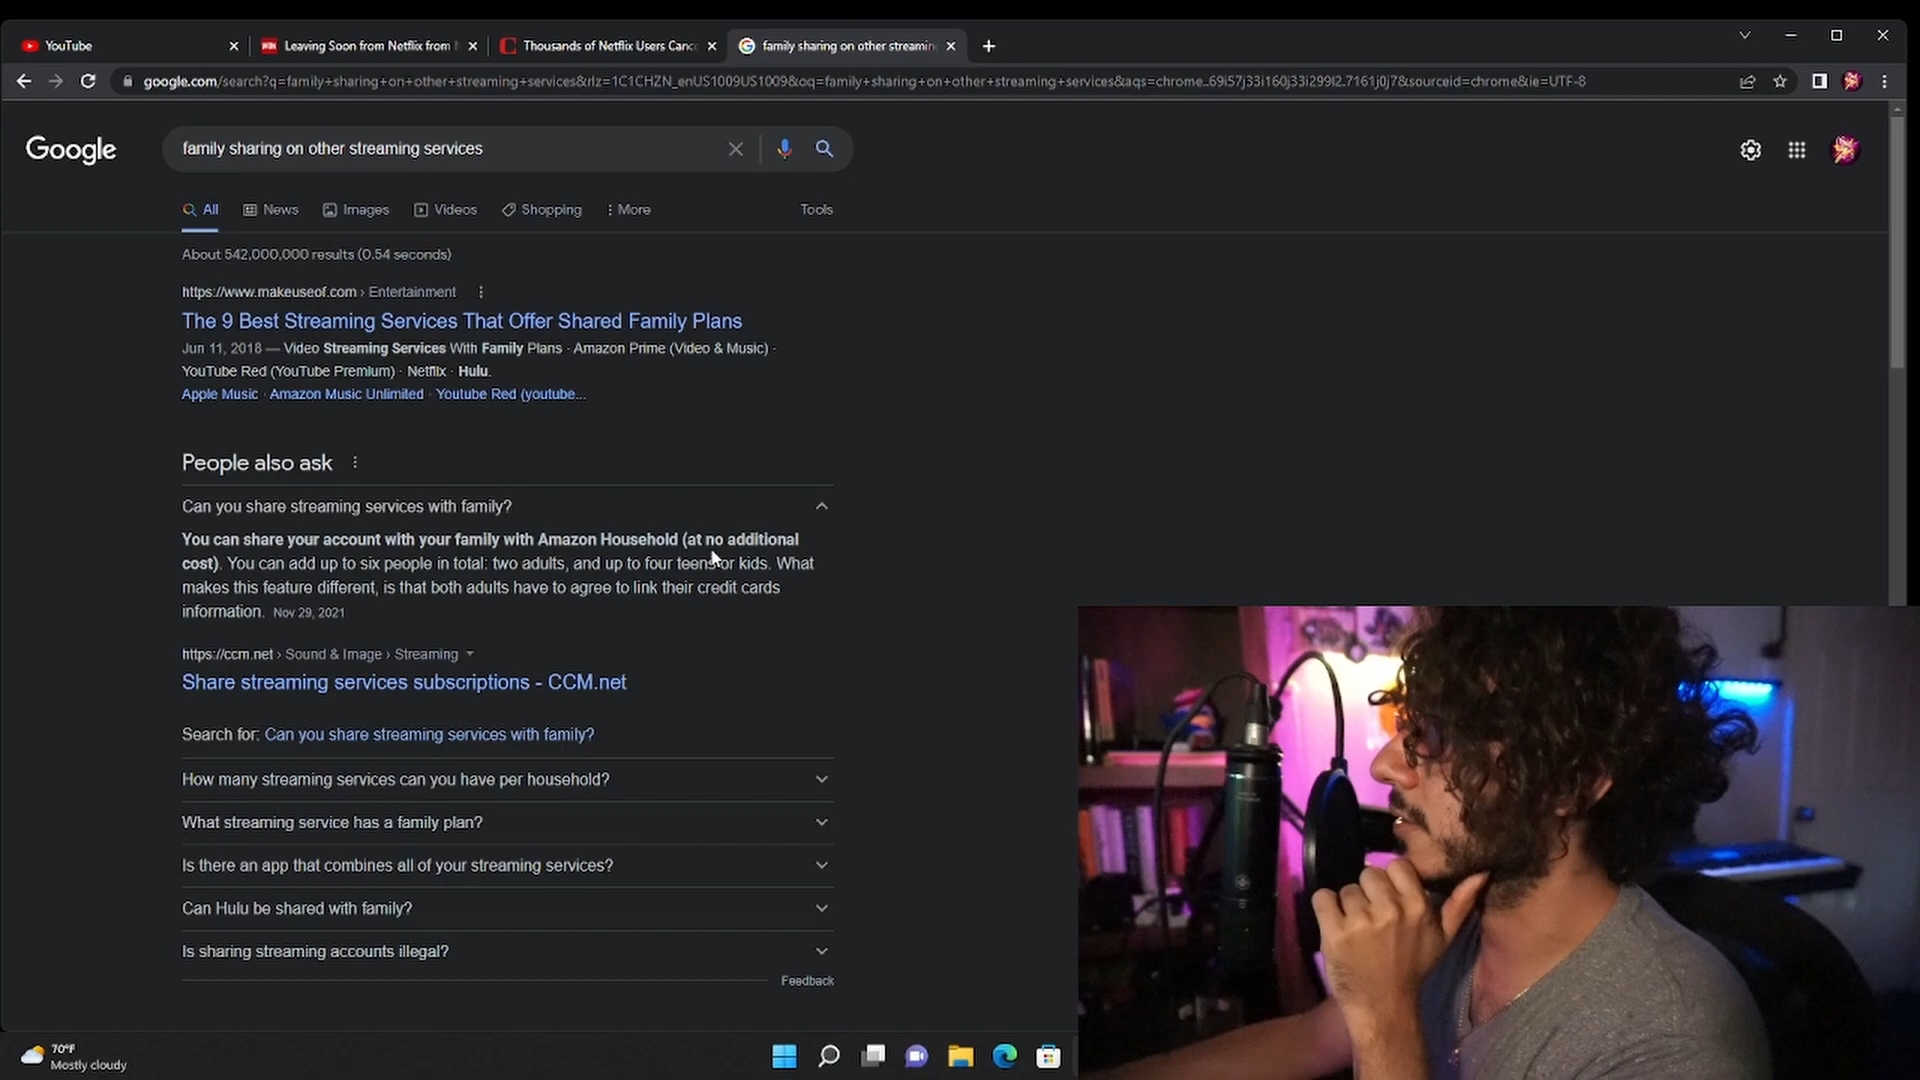 YouTube
Leaving Soon from Netflix from
Thousands of Netflix Users Canc
family sharing on other streamin
google.com/search?q=family+sharing+on+other+streaming+services&rlz=1C1CHZN_enUS1009US1009&oq=family+sharing+on+other+streaming+services&aqs=chrome..69i57j33i160j33i299l2.7161j0j7&sourceid=chrome&ie=UTF-8
Google
family sharing on other streaming services
All
News
Images
Videos
Shopping
More
Tools
About 542,000,000 results (0.54 seconds)
https://www.makeuseof.com › Entertainment
The 9 Best Streaming Services That Offer Shared Family Plans
Jun 11, 2018 — Video Streaming Services With Family Plans · Amazon Prime (Video & Music) ·
YouTube Red (YouTube Premium) · Netflix · Hulu.
Apple Music · Amazon Music Unlimited · Youtube Red (youtube...
People also ask
Can you share streaming services with family?
You can share your account with your family with Amazon Household (at no additional
cost). You can add up to six people in total: two adults, and up to four teens or kids. What
makes this feature different, is that both adults have to agree to link their credit cards
information. Nov 29, 2021
https://ccm.net › Sound & Image › Streaming
Share streaming services subscriptions - CCM.net
Search for: Can you share streaming services with family?
How many streaming services can you have per household?
What streaming service has a family plan?
Is there an app that combines all of your streaming services?
Can Hulu be shared with family?
Is sharing streaming accounts illegal?
Feedback
70°F
Mostly cloudy